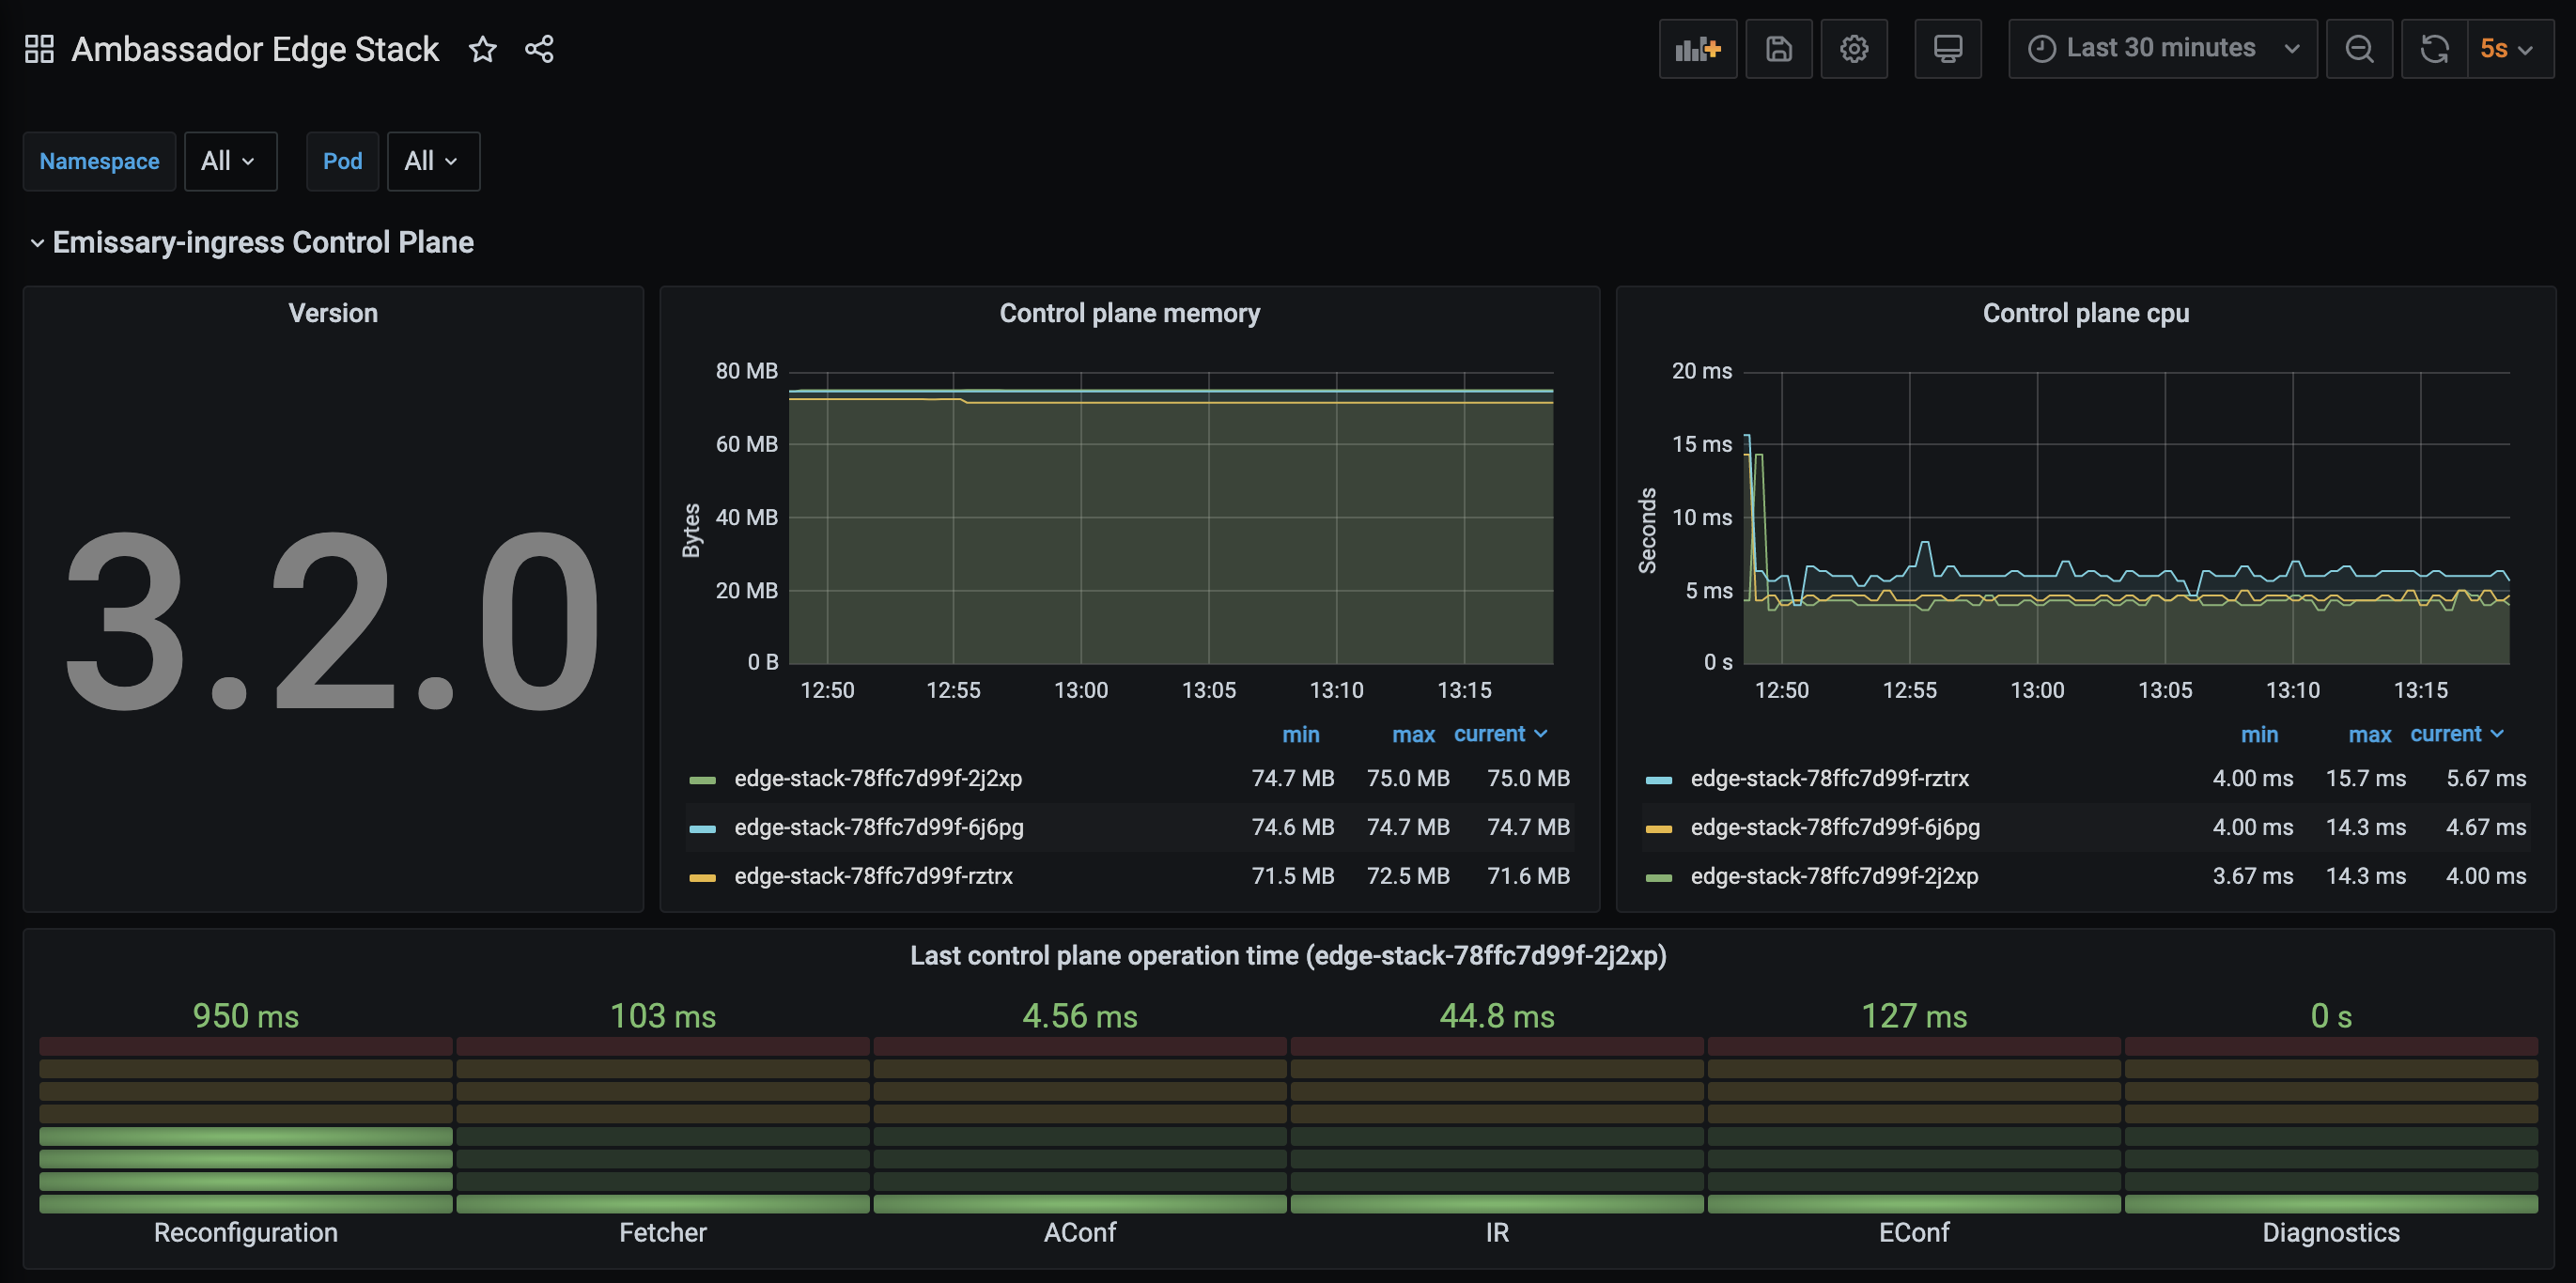 Ambassador Edge Stack
Last 30 minutes
5s
Namespace
All
Pod
All
Emissary-ingress Control Plane
Version
3.2.0
Control plane memory
80 MB
60 MB
40 MB
20 MB
0 B
Bytes
12:50 12:55 13:00 13:05 13:10 13:15
min max current
edge-stack-78ffc7d99f-2j2xp 74.7 MB 75.0 MB 75.0 MB
edge-stack-78ffc7d99f-6j6pg 74.6 MB 74.7 MB 74.7 MB
edge-stack-78ffc7d99f-rztrx 71.5 MB 72.5 MB 71.6 MB
Control plane cpu
20 ms
15 ms
10 ms
5 ms
0 s
Seconds
12:50 12:55 13:00 13:05 13:10 13:15
min max current
edge-stack-78ffc7d99f-rztrx 4.00 ms 15.7 ms 5.67 ms
edge-stack-78ffc7d99f-6j6pg 4.00 ms 14.3 ms 4.67 ms
edge-stack-78ffc7d99f-2j2xp 3.67 ms 14.3 ms 4.00 ms
Last control plane operation time (edge-stack-78ffc7d99f-2j2xp)
950 ms 103 ms 4.56 ms 44.8 ms 127 ms 0 s
Reconfiguration Fetcher AConf IR EConf Diagnostics